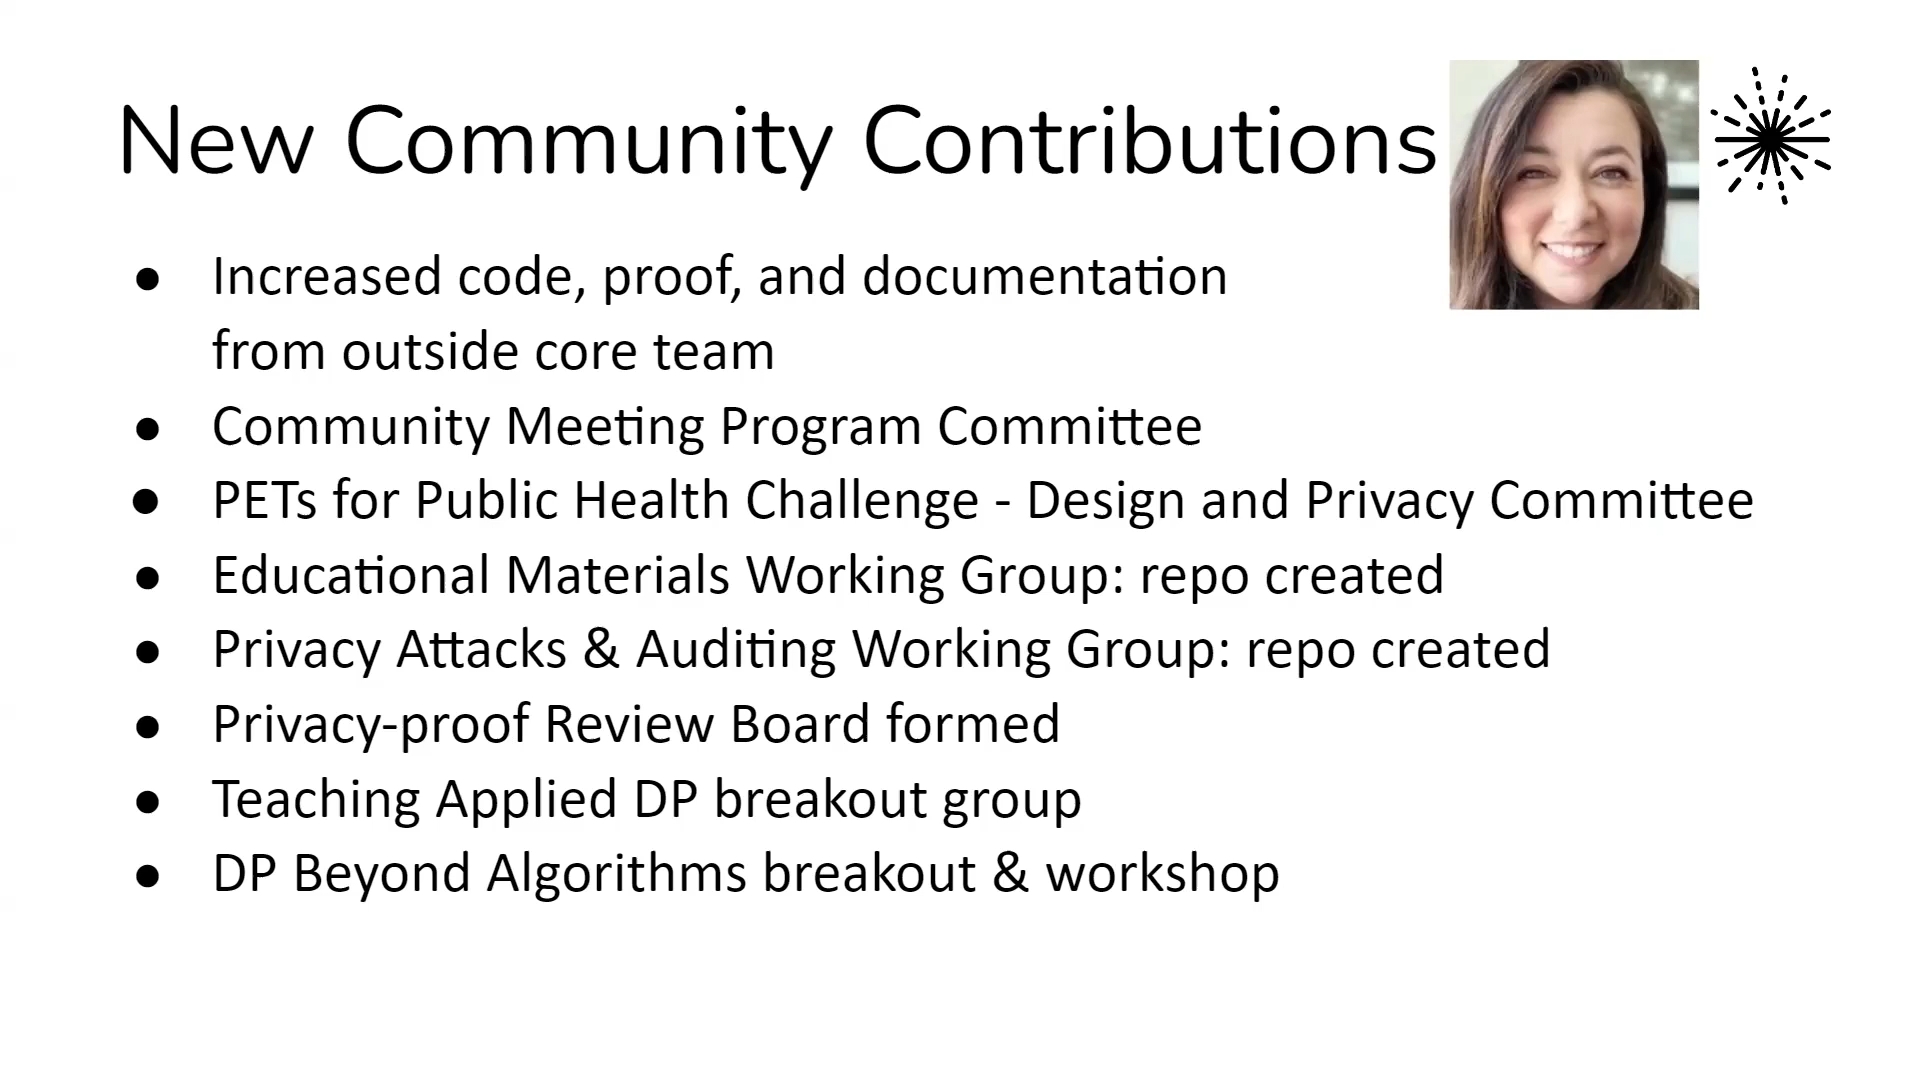 New Community Contributions
● Increased code, proof, and documentation
from outside core team
● Community Meeting Program Committee
● PETs for Public Health Challenge - Design and Privacy Committee
● Educational Materials Working Group: repo created
● Privacy Attacks & Auditing Working Group: repo created
● Privacy-proof Review Board formed
● Teaching Applied DP breakout group
● DP Beyond Algorithms breakout & workshop